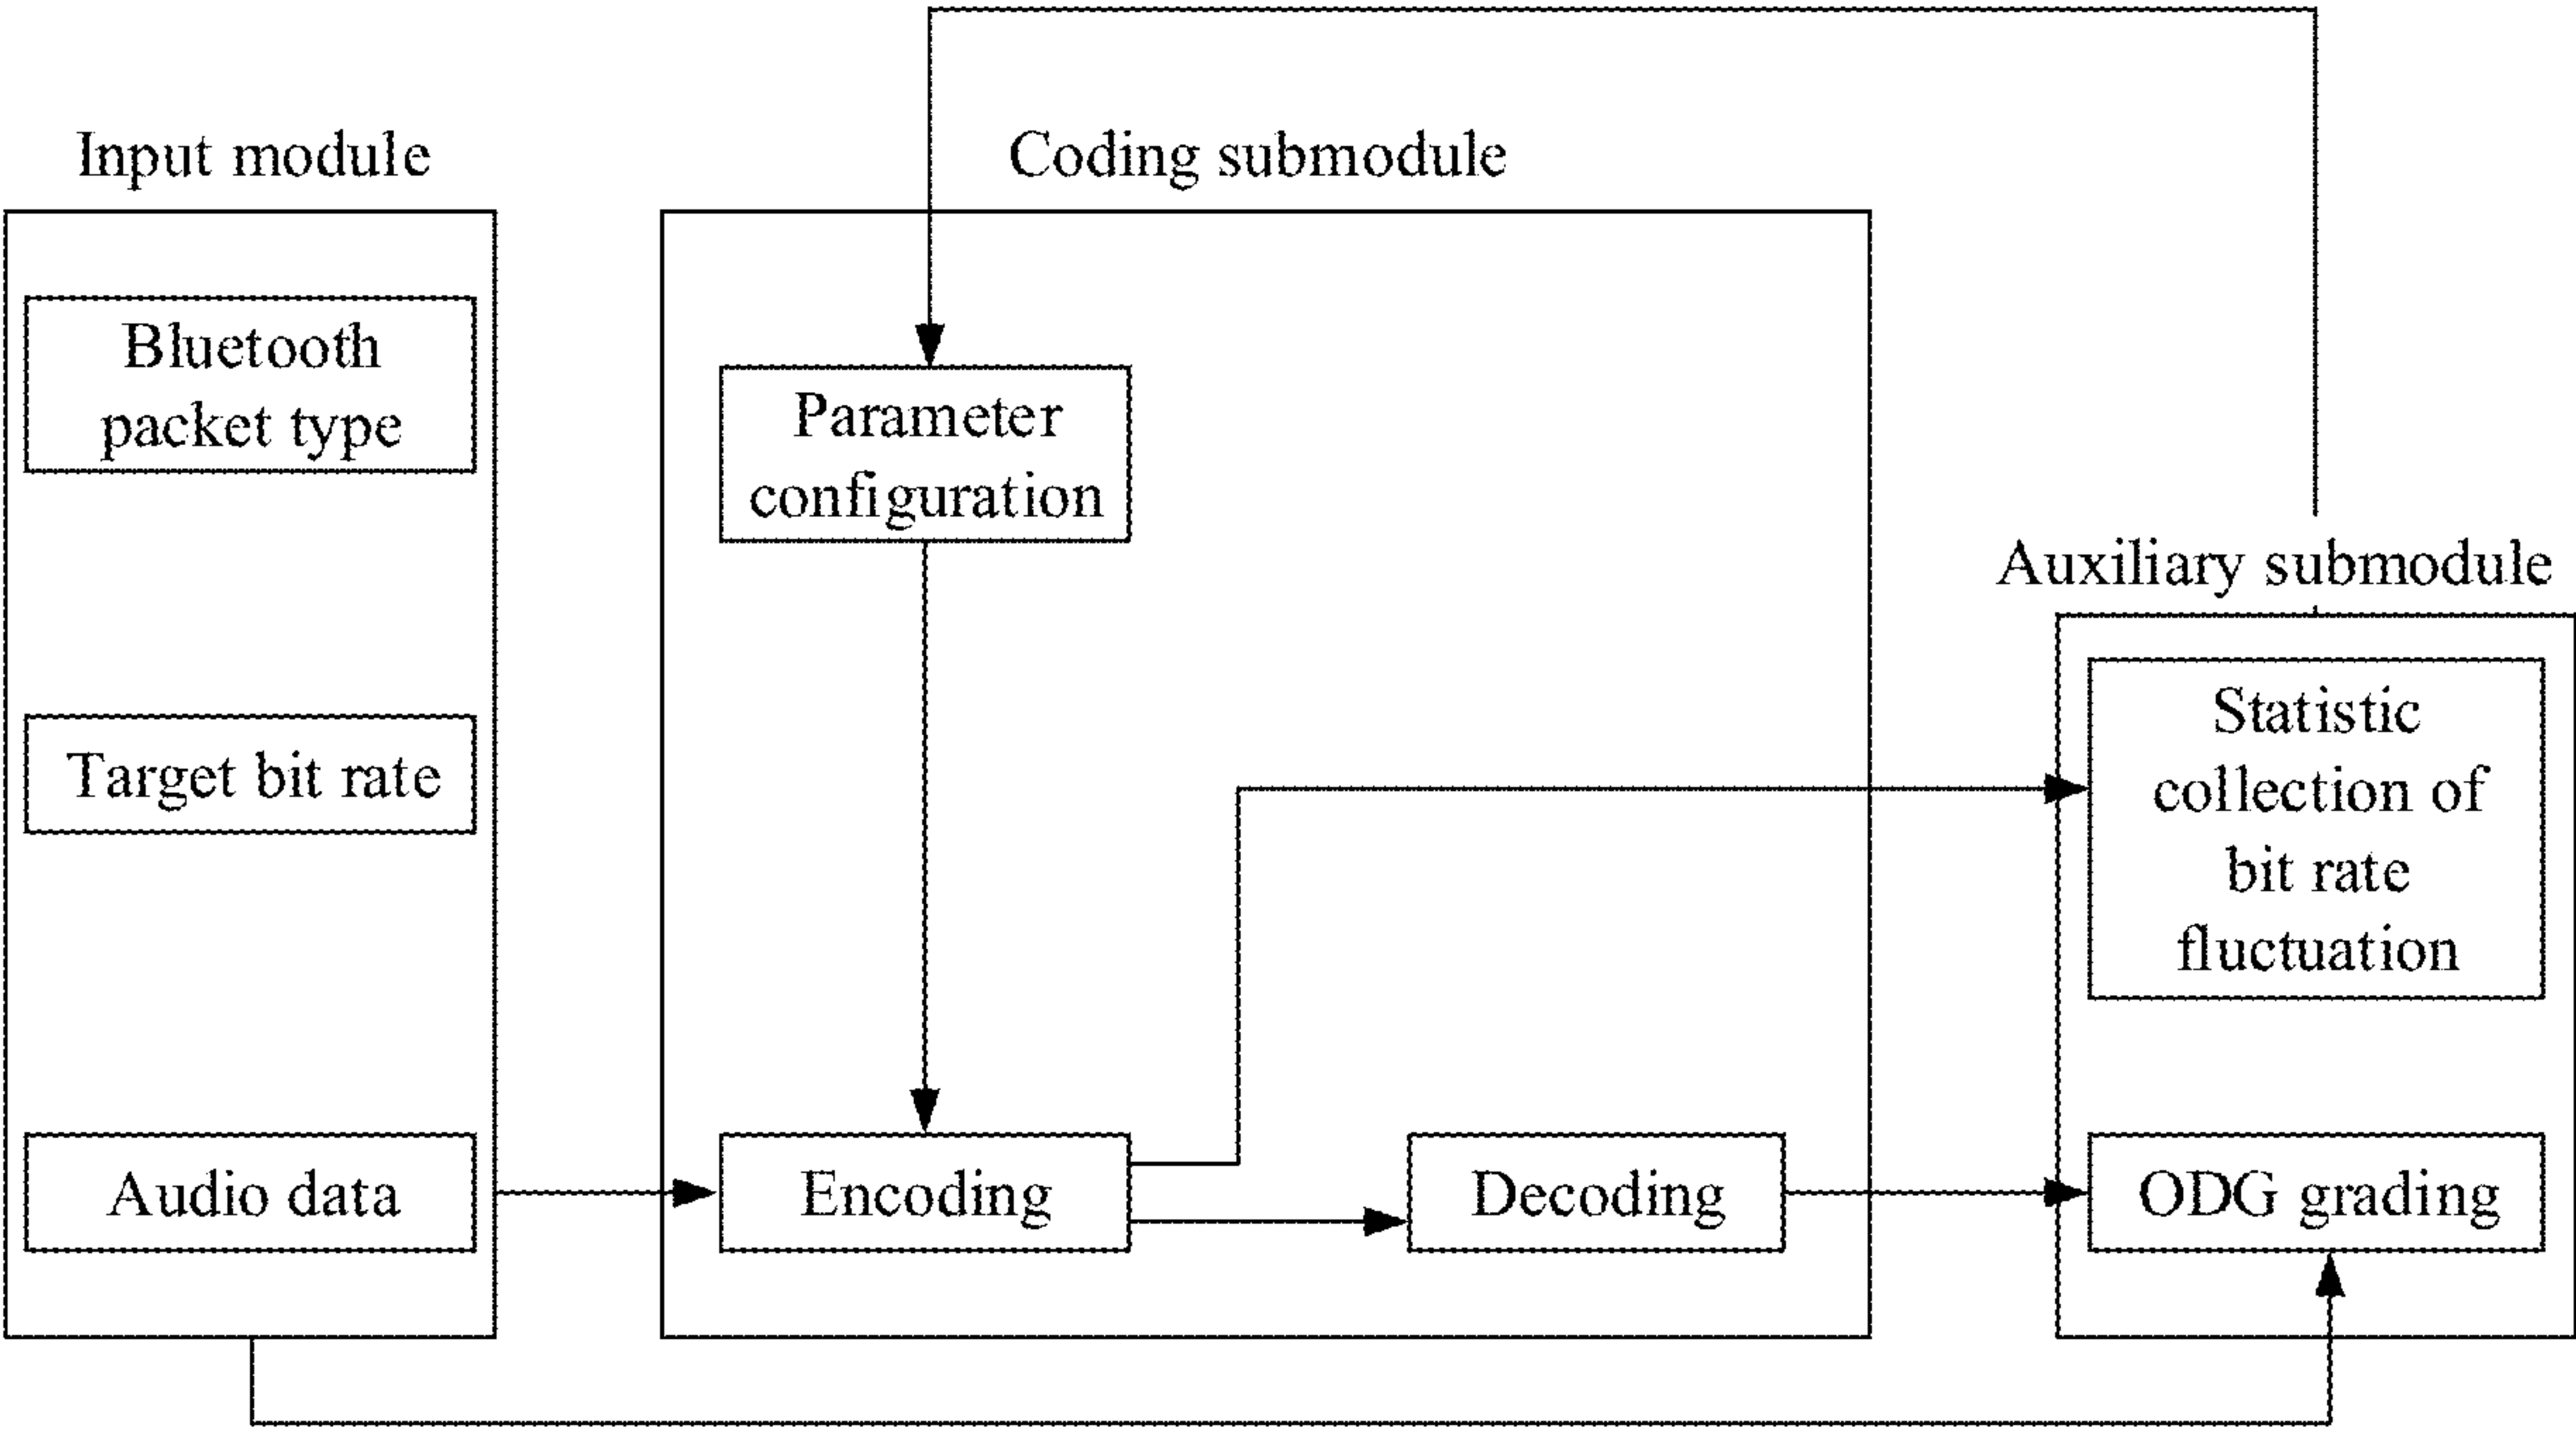 Input module
Bluetooth
packet type
Target bit rate
Audio data
Coding submodule
Parameter
configuration
Encoding
Decoding
Auxiliary submodule
Statistic
collection of
bit rate
fluctuation
ODG grading